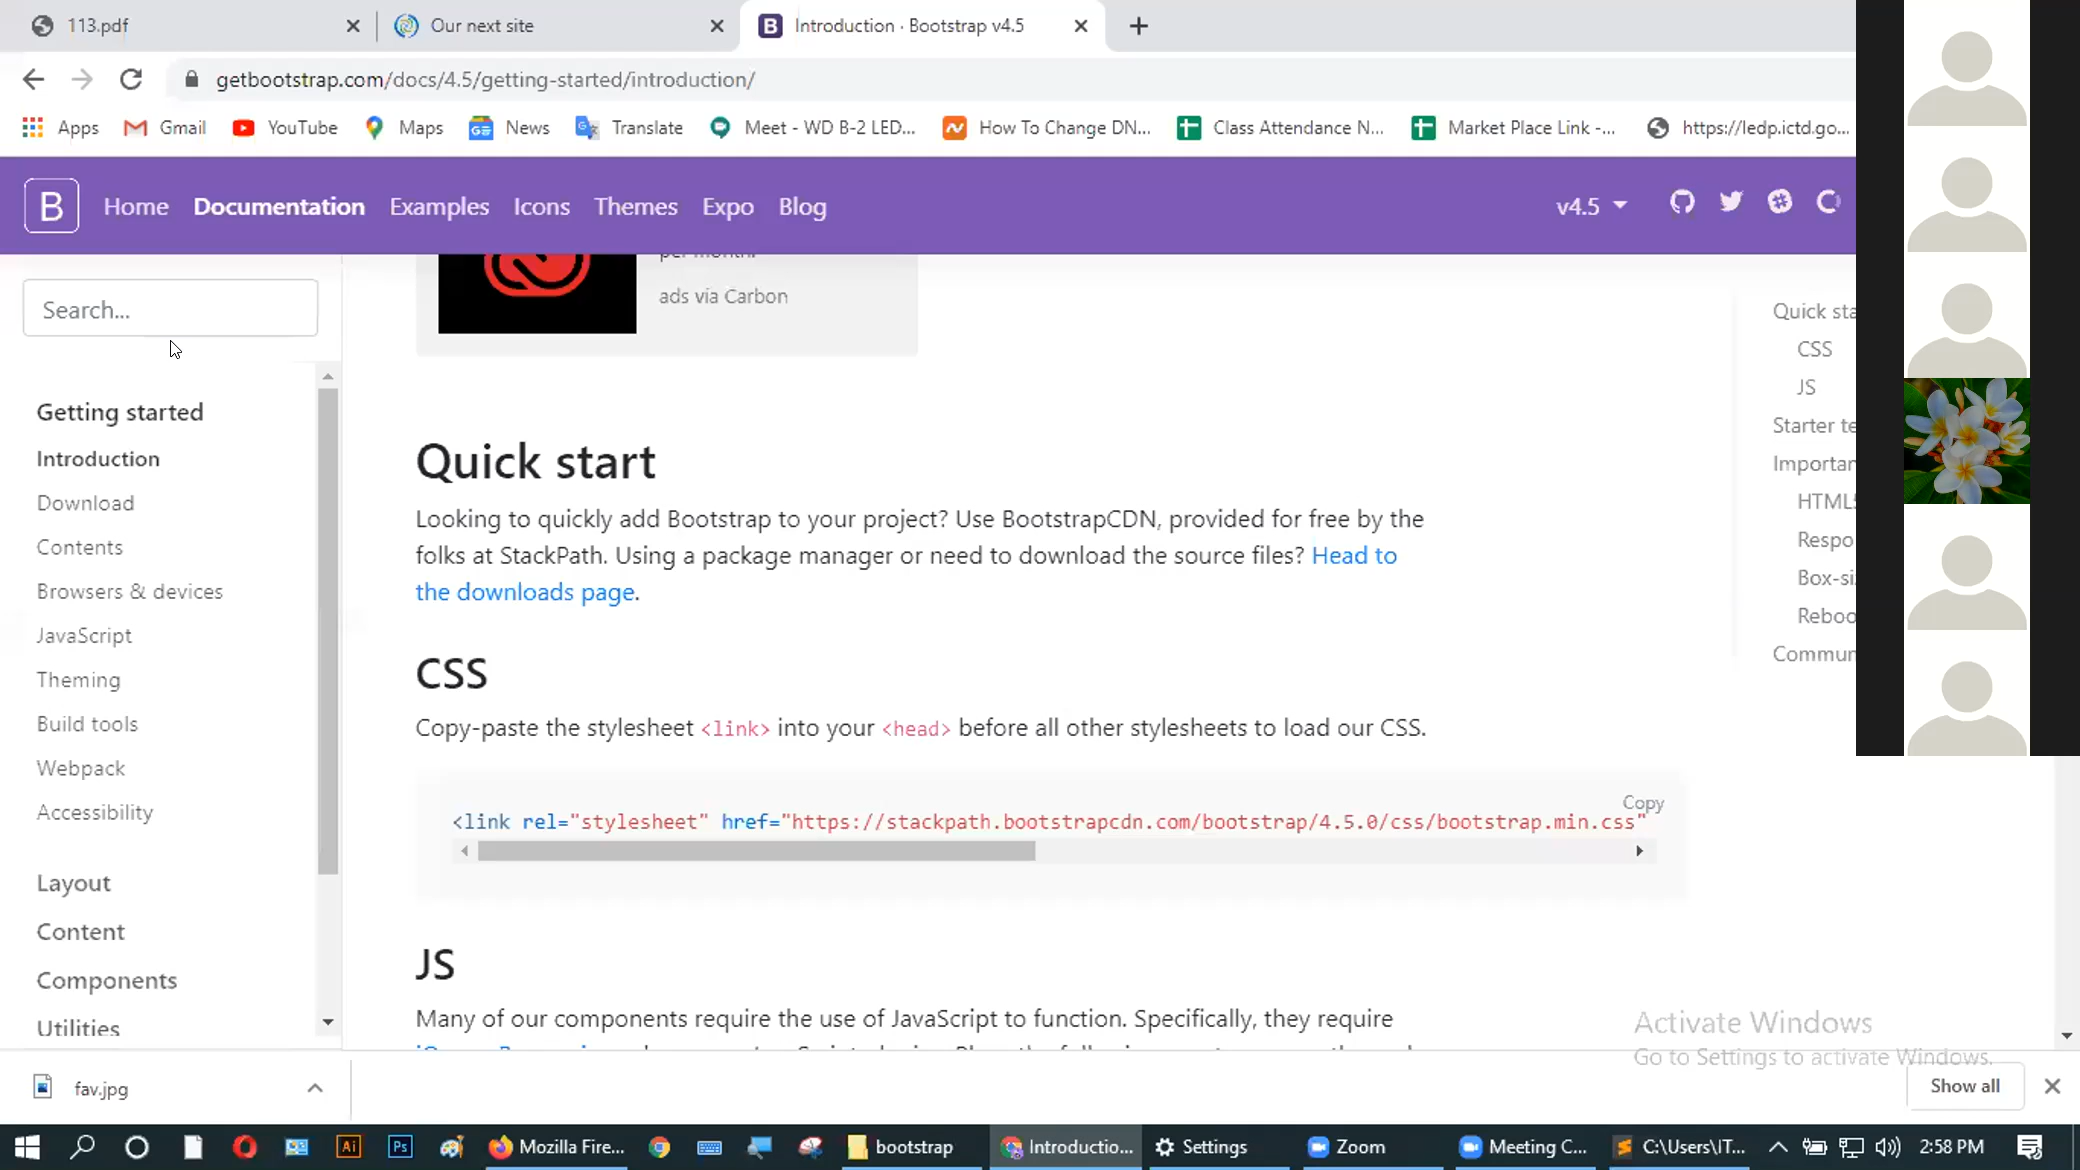 113.pdf
Our next site
Introduction · Bootstrap v4.5
getbootstrap.com/docs/4.5/getting-started/introduction/
Apps
Gmail
YouTube
Maps
News
Translate
Meet - WD B-2 LED...
How To Change DN...
Class Attendance N...
Market Place Link -...
https://ledp.ictd.go...
B
Home
Documentation
Examples
Icons
Themes
Expo
Blog
v4.5
Search...
ads via Carbon
Getting started
Introduction
Download
Contents
Browsers & devices
JavaScript
Theming
Build tools
Webpack
Accessibility
Layout
Content
Components
Utilities
Quick start
Looking to quickly add Bootstrap to your project? Use BootstrapCDN, provided for free by the
folks at StackPath. Using a package manager or need to download the source files? Head to
the downloads page.
CSS
Copy-paste the stylesheet <link> into your <head> before all other stylesheets to load our CSS.
Copy
<link rel="stylesheet" href="https://stackpath.bootstrapcdn.com/bootstrap/4.5.0/css/bootstrap.min.css"
JS
Many of our components require the use of JavaScript to function. Specifically, they require
Quick sta
CSS
JS
Starter te
Importan
HTML5
Respo
Box-si
Reboo
Commun
Activate Windows
Go to Settings to activate Windows.
fav.jpg
Show all
Ai
Ps
Mozilla Fire...
bootstrap
Introductio...
Settings
Zoom
Meeting C...
C:\Users\IT...
2:58 PM